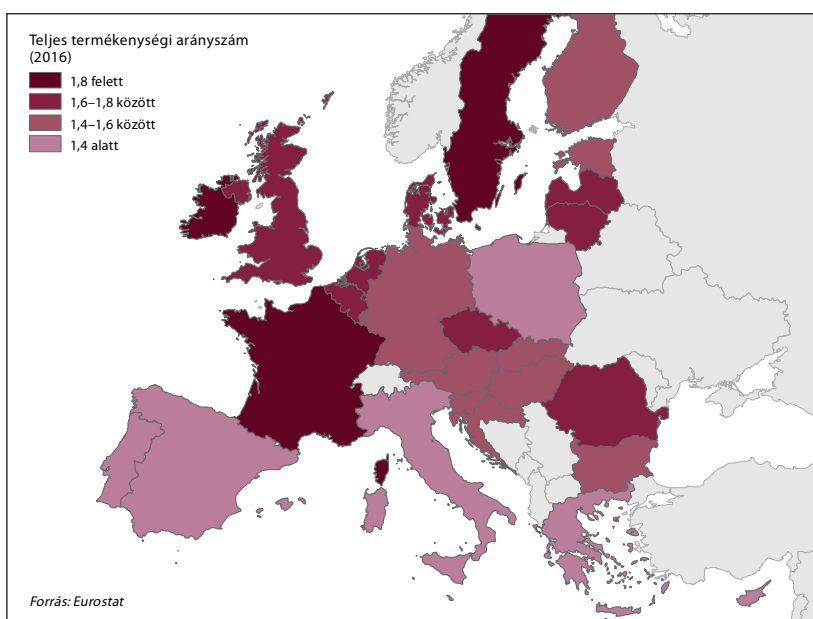 Teljes termékenységi arányszám
(2016)
1,8 felett
1,6–1,8 között
1,4–1,6 között
1,4 alatt
Forrás: Eurostat